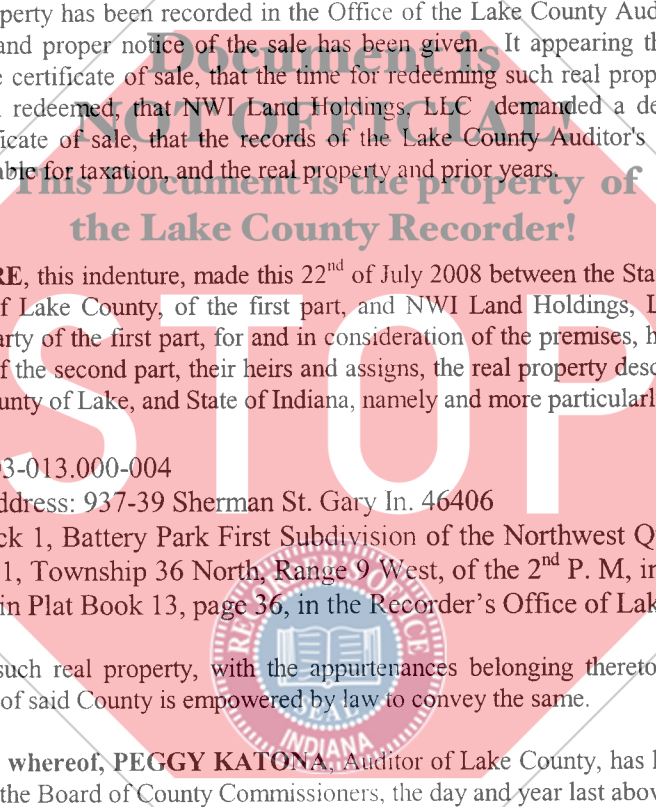 perty has been recorded in the Office of the Lake County Aud
and proper notice of the sale has been given. It appearing th
e certificate of sale, that the time for redeeming such real prop
redeemed, that NWI Land Holdings, LLC demanded a de
icate of sale, that the records of the Lake County Auditor's
able for taxation, and the real property and prior years.
Document is
NOT OFFICIAL!
This Document is the property of
the Lake County Recorder!
RE, this indenture, made this 22nd of July 2008 between the Sta
f Lake County, of the first part, and NWI Land Holdings, L
arty of the first part, for and in consideration of the premises, h
f the second part, their heirs and assigns, the real property desc
unty of Lake, and State of Indiana, namely and more particularl
STOP
3-013.000-004
ddress: 937-39 Sherman St. Gary In. 46406
ck 1, Battery Park First Subdivision of the Northwest Q
1, Township 36 North, Range 9 West, of the 2nd P. M, in
in Plat Book 13, page 36, in the Recorder's Office of Lak
such real property, with the appurtenances belonging thereto
of said County is empowered by law to convey the same.
RECORDER'S OFFICE
SEAL
INDIANA
whereof, PEGGY KATONA, Auditor of Lake County, has
the Board of County Commissioners, the day and year last abov